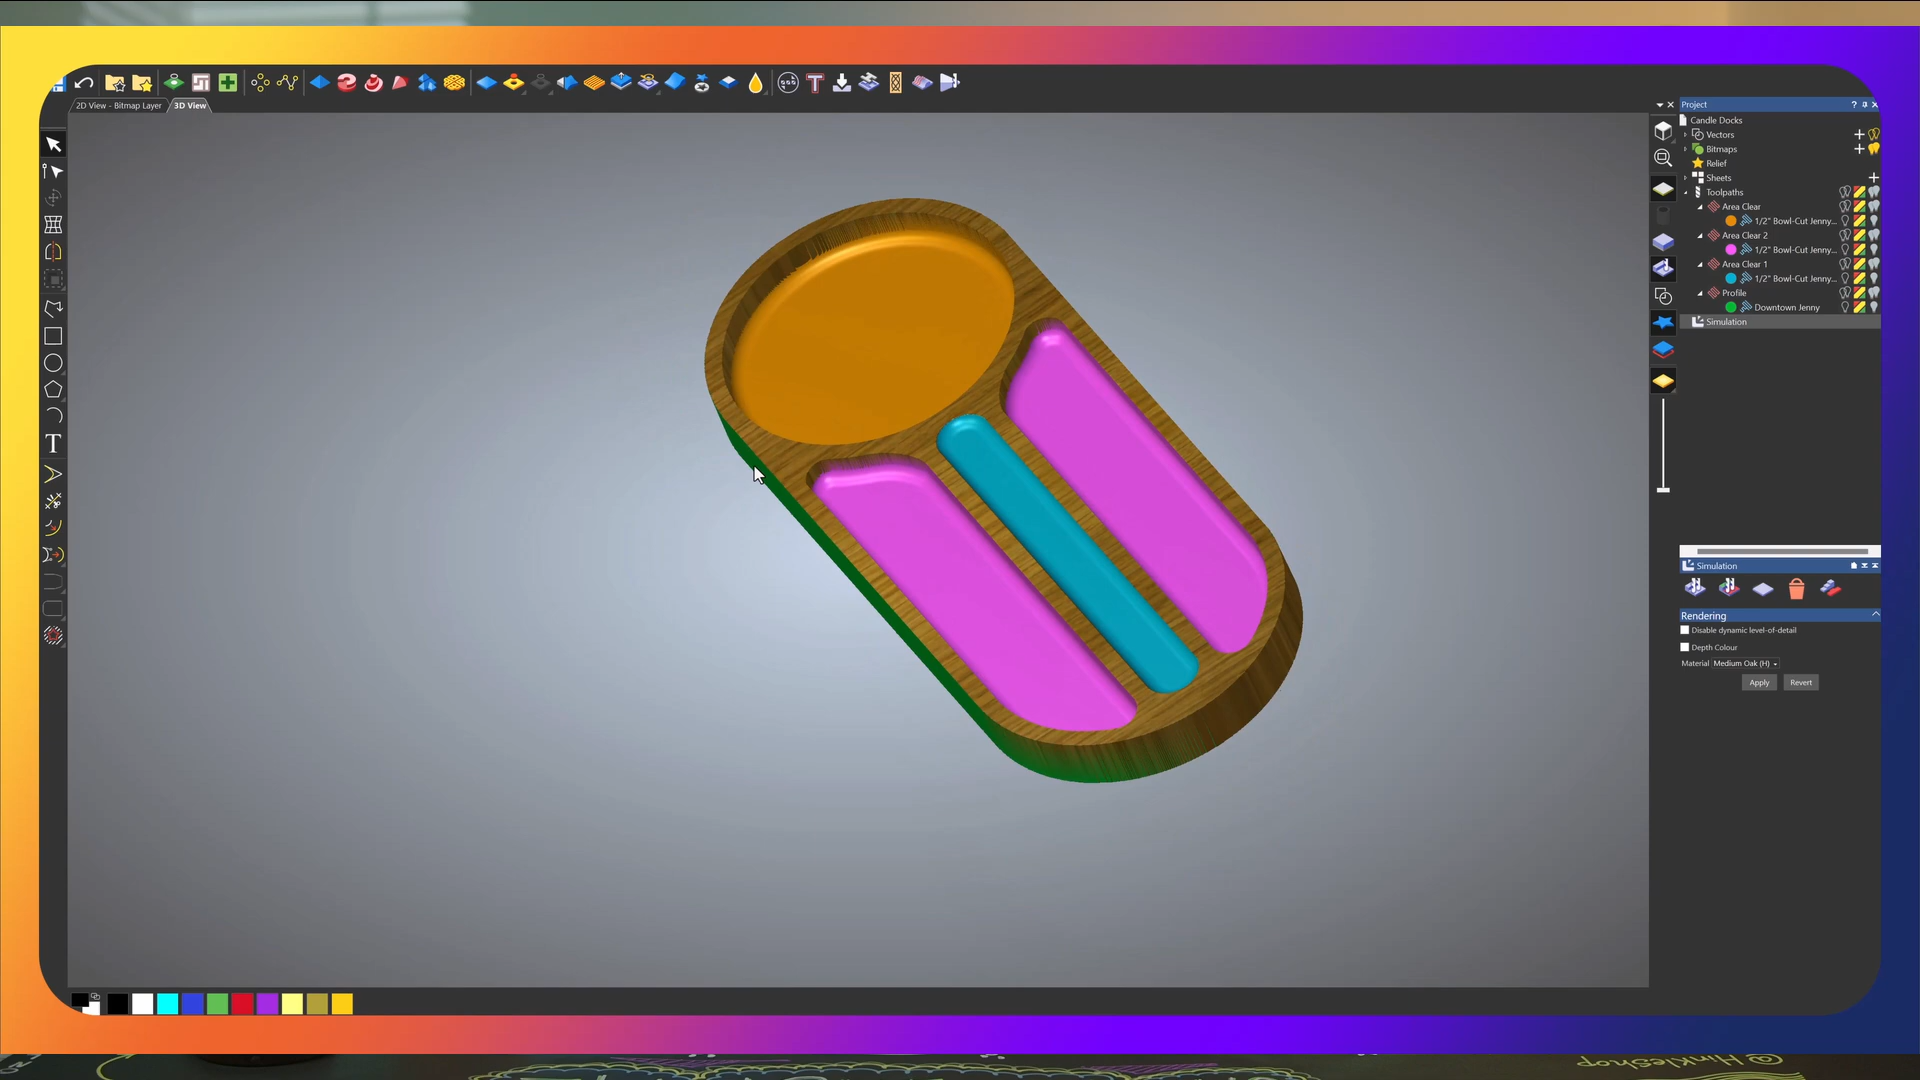 2D View - Bitmap Layer
3D View
Project
Candle Docks
Vectors
Bitmaps
Relief
Sheets
Toolpaths
Area Clear
1/2" Bowl-Cut Jenny...
Area Clear 2
1/2" Bowl-Cut Jenny...
Area Clear 1
1/2" Bowl-Cut Jenny...
Profile
Downtown Jenny
Simulation
Simulation
Rendering
Disable dynamic level-of-detail
Depth Colour
Material Medium Oak (H)
Apply Revert
@HinkleShop